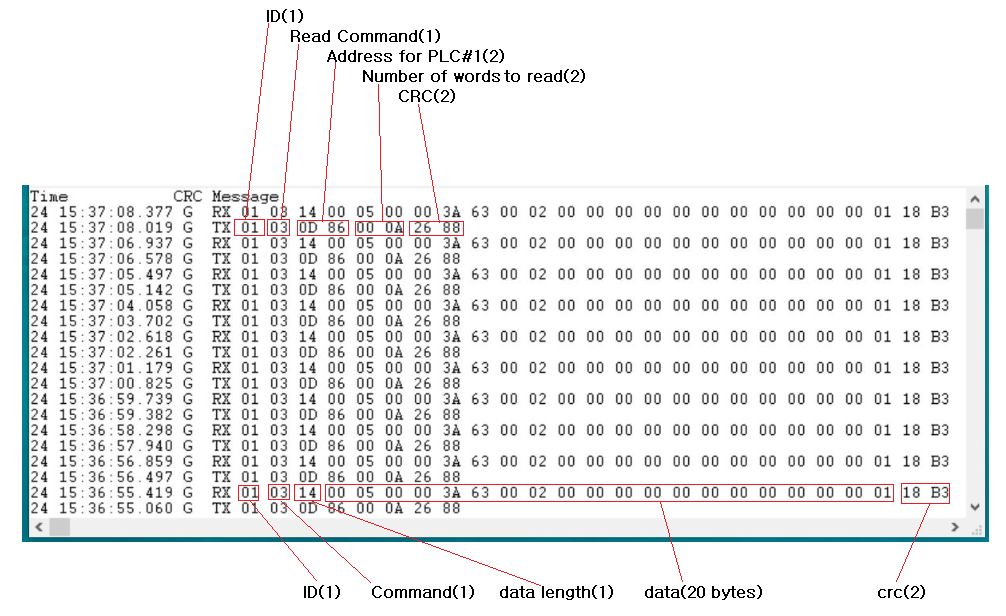 ID(1)
Read Command(1)
Address for PLC#1(2)
Number of words to read(2)
CRC(2)
Time CRC Message
24 15:37:08.377 G RX 01 03 14 00 05 00 00 3A 63 00 02 00 00 00 00 00 00 00 00 00 00 00 01 18 B3
24 15:37:08.019 G TX 01 03 0D 86 00 0A 26 88
24 15:37:06.937 G RX 01 03 14 00 05 00 00 3A 63 00 02 00 00 00 00 00 00 00 00 00 00 00 01 18 B3
24 15:37:06.578 G TX 01 03 0D 86 00 0A 26 88
24 15:37:05.497 G RX 01 03 14 00 05 00 00 3A 63 00 02 00 00 00 00 00 00 00 00 00 00 00 01 18 B3
24 15:37:05.142 G TX 01 03 0D 86 00 0A 26 88
24 15:37:04.058 G RX 01 03 14 00 05 00 00 3A 63 00 02 00 00 00 00 00 00 00 00 00 00 00 01 18 B3
24 15:37:03.702 G TX 01 03 0D 86 00 0A 26 88
24 15:37:02.618 G RX 01 03 14 00 05 00 00 3A 63 00 02 00 00 00 00 00 00 00 00 00 00 00 01 18 B3
24 15:37:02.261 G TX 01 03 0D 86 00 0A 26 88
24 15:37:01.179 G RX 01 03 14 00 05 00 00 3A 63 00 02 00 00 00 00 00 00 00 00 00 00 00 01 18 B3
24 15:37:00.825 G TX 01 03 0D 86 00 0A 26 88
24 15:36:59.739 G RX 01 03 14 00 05 00 00 3A 63 00 02 00 00 00 00 00 00 00 00 00 00 00 01 18 B3
24 15:36:59.382 G TX 01 03 0D 86 00 0A 26 88
24 15:36:58.298 G RX 01 03 14 00 05 00 00 3A 63 00 02 00 00 00 00 00 00 00 00 00 00 00 01 18 B3
24 15:36:57.940 G TX 01 03 0D 86 00 0A 26 88
24 15:36:56.859 G RX 01 03 14 00 05 00 00 3A 63 00 02 00 00 00 00 00 00 00 00 00 00 00 01 18 B3
24 15:36:56.497 G TX 01 03 0D 86 00 0A 26 88
24 15:36:55.419 G RX 01 03 14 00 05 00 00 3A 63 00 02 00 00 00 00 00 00 00 00 00 00 00 01 18 B3
24 15:36:55.060 G TX 01 03 0D 86 00 0A 26 88
ID(1) Command(1) data length(1) data(20 bytes) crc(2)